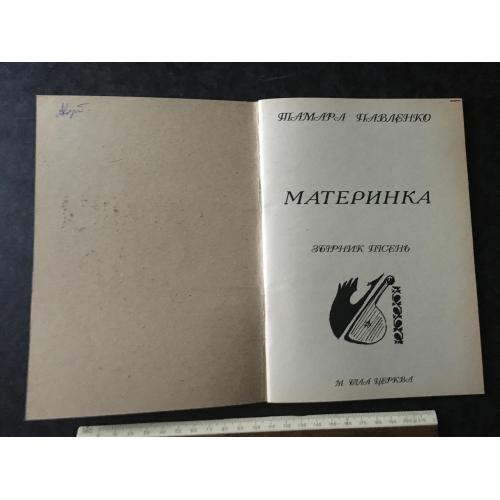 ТАМАРА ПАВЛЕНКО
МАТЕРИНКА
ЗБІРНИК ПІСЕНЬ
М. БІЛА ЦЕРКВА